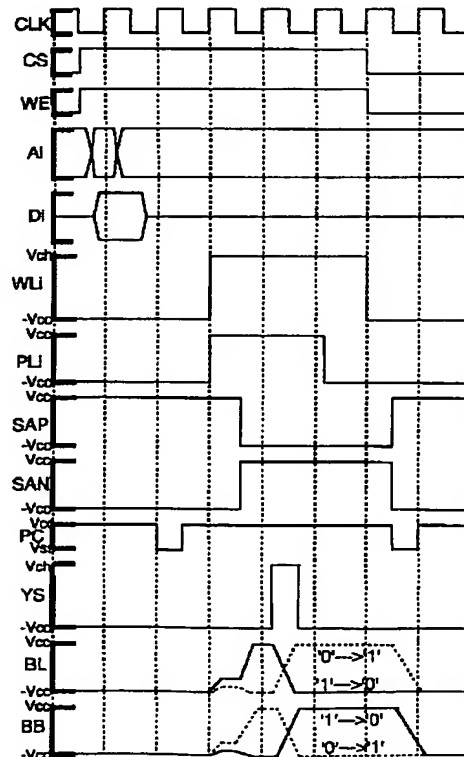 CLK
CS
WE
AI
DI
Vch
WLi
-Vcc
Vcc
PLi
-Vcc
Vcc
SAP
-Vcc
Vcc
SAN
-Vcc
Vcc
PC
Vss
Vch
YS
-Vcc
Vcc
BL
'0'--->'1'
'1'--->'0'
-Vcc
Vcc
BB
'1'--->'0'
'0'--->'1'
-Vcc